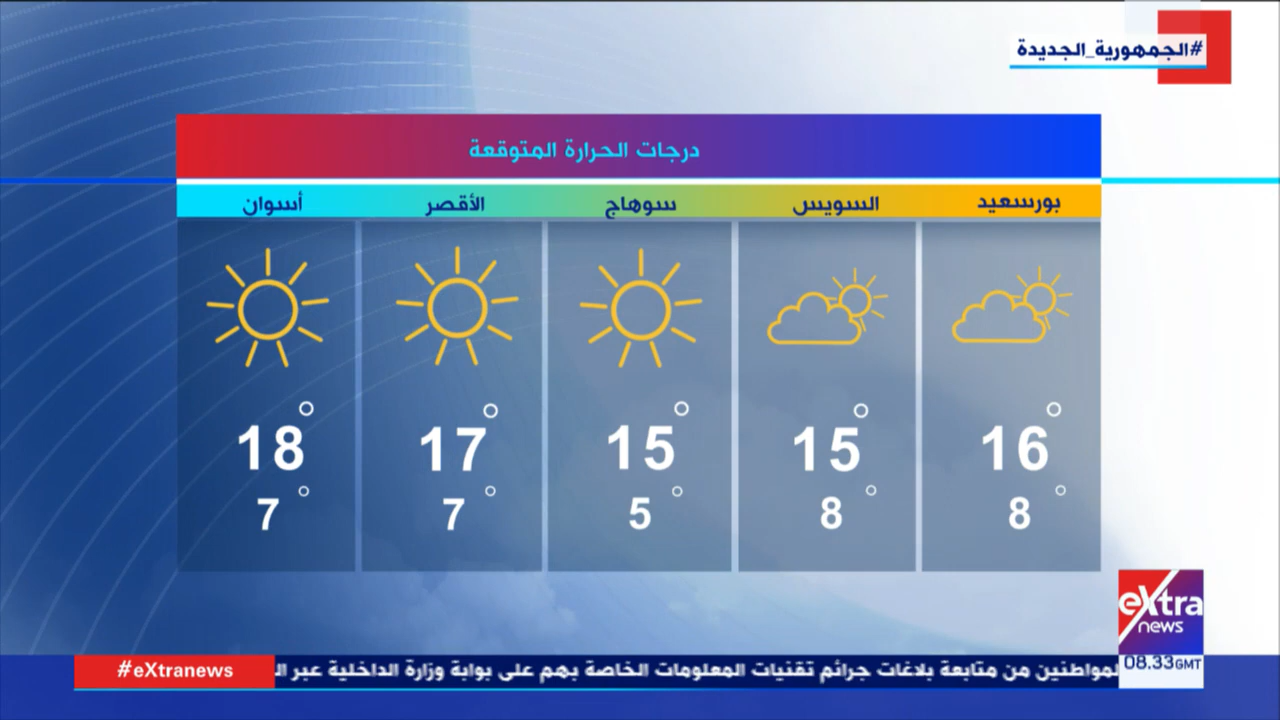 #الجمهورية_الجديدة
درجات الحرارة المتوقعة
بورسعيد السويس سوهاج الأقصر أسوان
16° 15° 15° 17° 18°
8° 8° 5° 7° 7°
eXtra
news
08.33GMT
لمواطنين من متابعة بلاغات جرائم تقنيات المعلومات الخاصة بهم على بوابة وزارة الداخلية عبر ال
#eXtranews